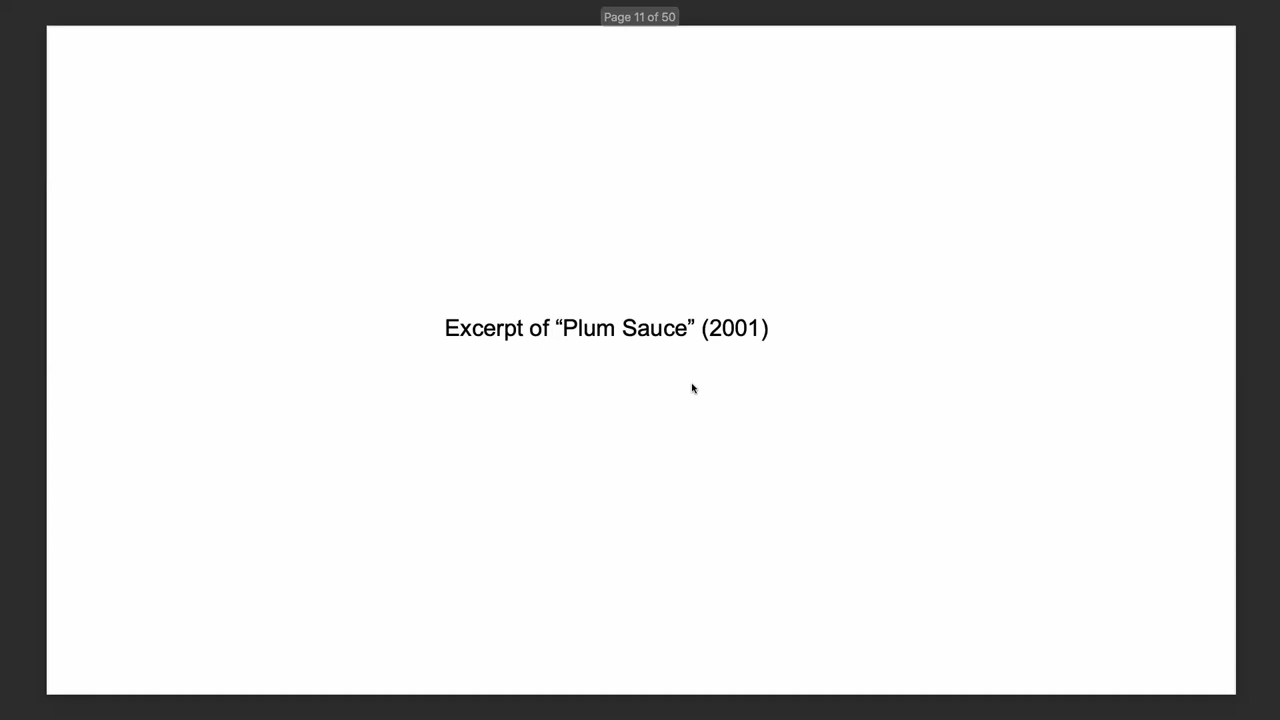 Page 11 of 50
Excerpt of “Plum Sauce” (2001)